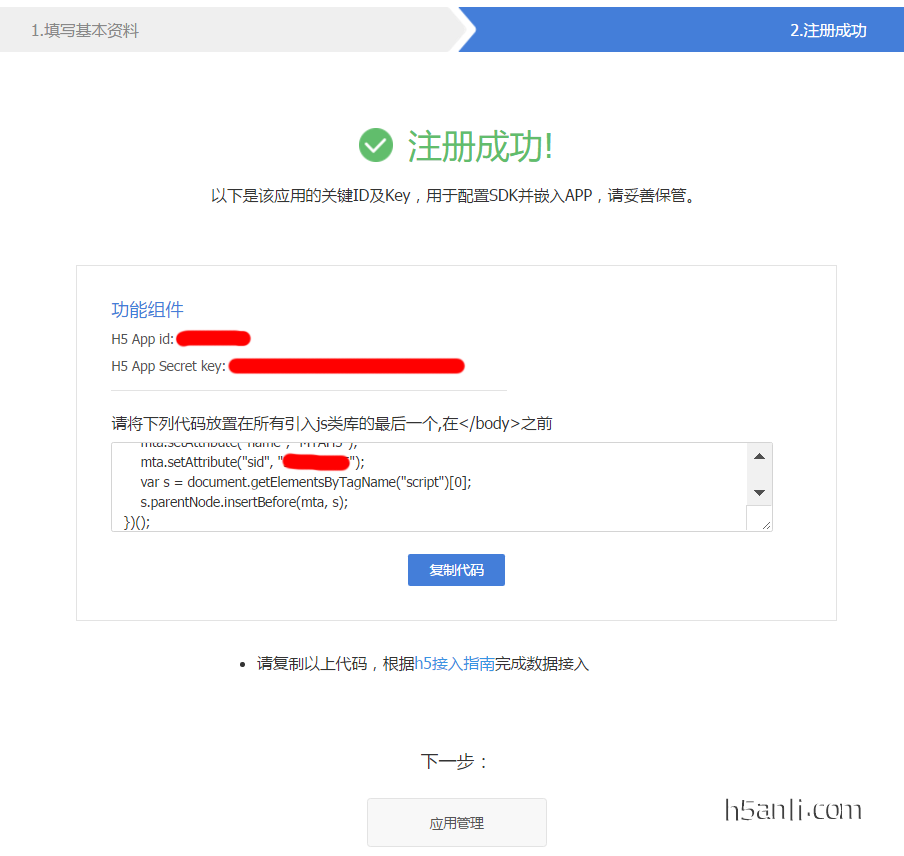 1.填写基本资料
2.注册成功
注册成功!
以下是该应用的关键ID及Key，用于配置SDK并嵌入APP，请妥善保管。
功能组件
H5 App id:
H5 App Secret key:
请将下列代码放置在所有引入js类库的最后一个,在</body>之前
mta.setAttribute("name", "MTAH5");
mta.setAttribute("sid", "");
var s = document.getElementsByTagName("script")[0];
s.parentNode.insertBefore(mta, s);
})();
复制代码
请复制以上代码，根据h5接入指南完成数据接入
下一步：
应用管理
h5anli.com